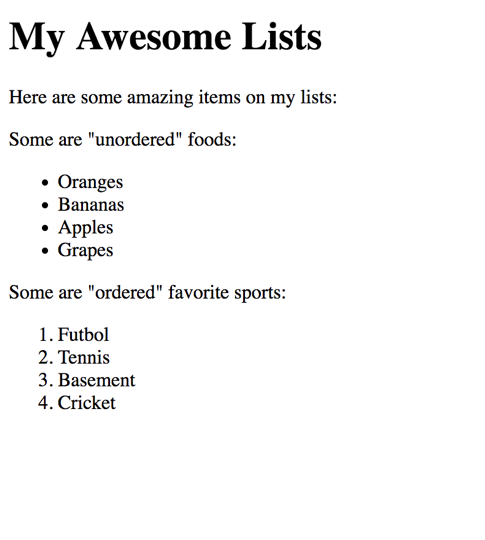 My Awesome Lists
Here are some amazing items on my lists:
Some are "unordered" foods:
• Oranges
• Bananas
• Apples
• Grapes
Some are "ordered" favorite sports:
1. Futbol
2. Tennis
3. Basement
4. Cricket